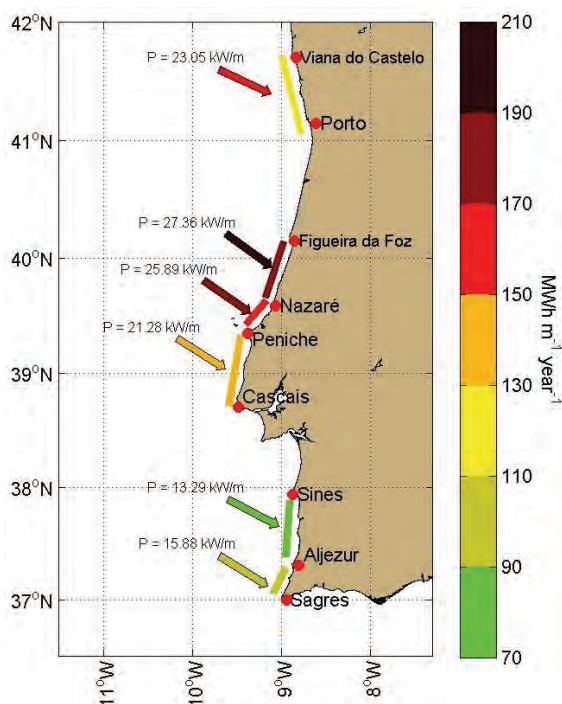 42°N
41°N
40°N
39°N
38°N
37°N
P = 23.05 kW/m
Viana do Castelo
Porto
P = 27.36 kW/m
Figueira da Foz
P = 25.89 kW/m
Nazaré
P = 21.28 kW/m
Peniche
Cascais
P = 13.29 kW/m
Sines
P = 15.88 kW/m
Aljezur
Sagres
11°W
10°W
9°W
8°W
210
190
170
150
130
110
90
70
MWh m⁻¹ year⁻¹